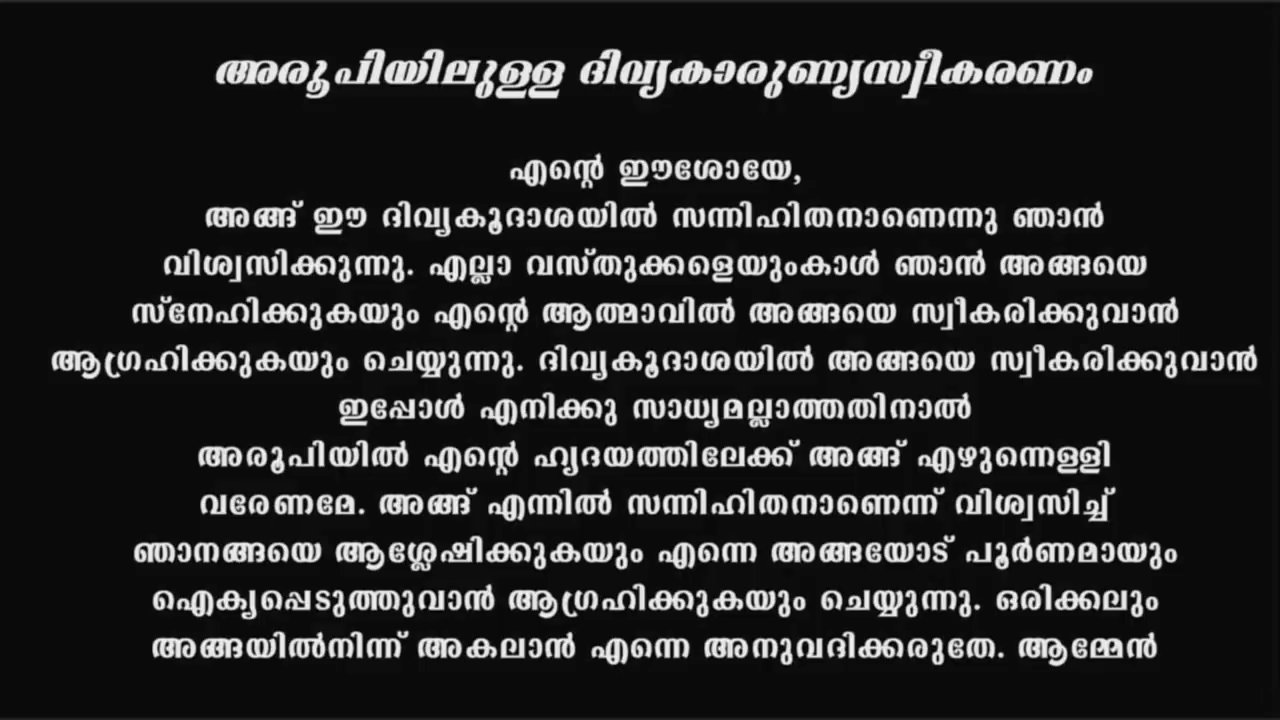 അരൂപിയിലുള്ള ദിവ്യകാരുണ്യസ്വീകരണം
എന്റെ ഈശോയേ,
അങ്ങ് ഈ ദിവ്യകൂദാശയിൽ സന്നിഹിതനാണെന്നു ഞാൻ
വിശ്വസിക്കുന്നു. എല്ലാ വസ്തുക്കളെയുംകാൾ ഞാൻ അങ്ങയെ
സ്നേഹിക്കുകയും എന്റെ ആത്മാവിൽ അങ്ങയെ സ്വീകരിക്കുവാൻ
ആഗ്രഹിക്കുകയും ചെയ്യുന്നു. ദിവ്യകൂദാശയിൽ അങ്ങയെ സ്വീകരിക്കുവാൻ
ഇപ്പോൾ എനിക്കു സാധ്യമല്ലാത്തതിനാൽ
അരൂപിയിൽ എന്റെ ഹൃദയത്തിലേക്ക് അങ്ങ് എഴുന്നെള്ളി
വരേണമേ. അങ്ങ് എന്നിൽ സന്നിഹിതനാണെന്ന് വിശ്വസിച്ച്
ഞാനങ്ങയെ ആശ്ലേഷിക്കുകയും എന്നെ അങ്ങയോട് പൂർണമായും
ഐക്യപ്പെടുത്തുവാൻ ആഗ്രഹിക്കുകയും ചെയ്യുന്നു. ഒരിക്കലും
അങ്ങയിൽനിന്ന് അകലാൻ എന്നെ അനുവദിക്കരുതേ. ആമ്മേൻ